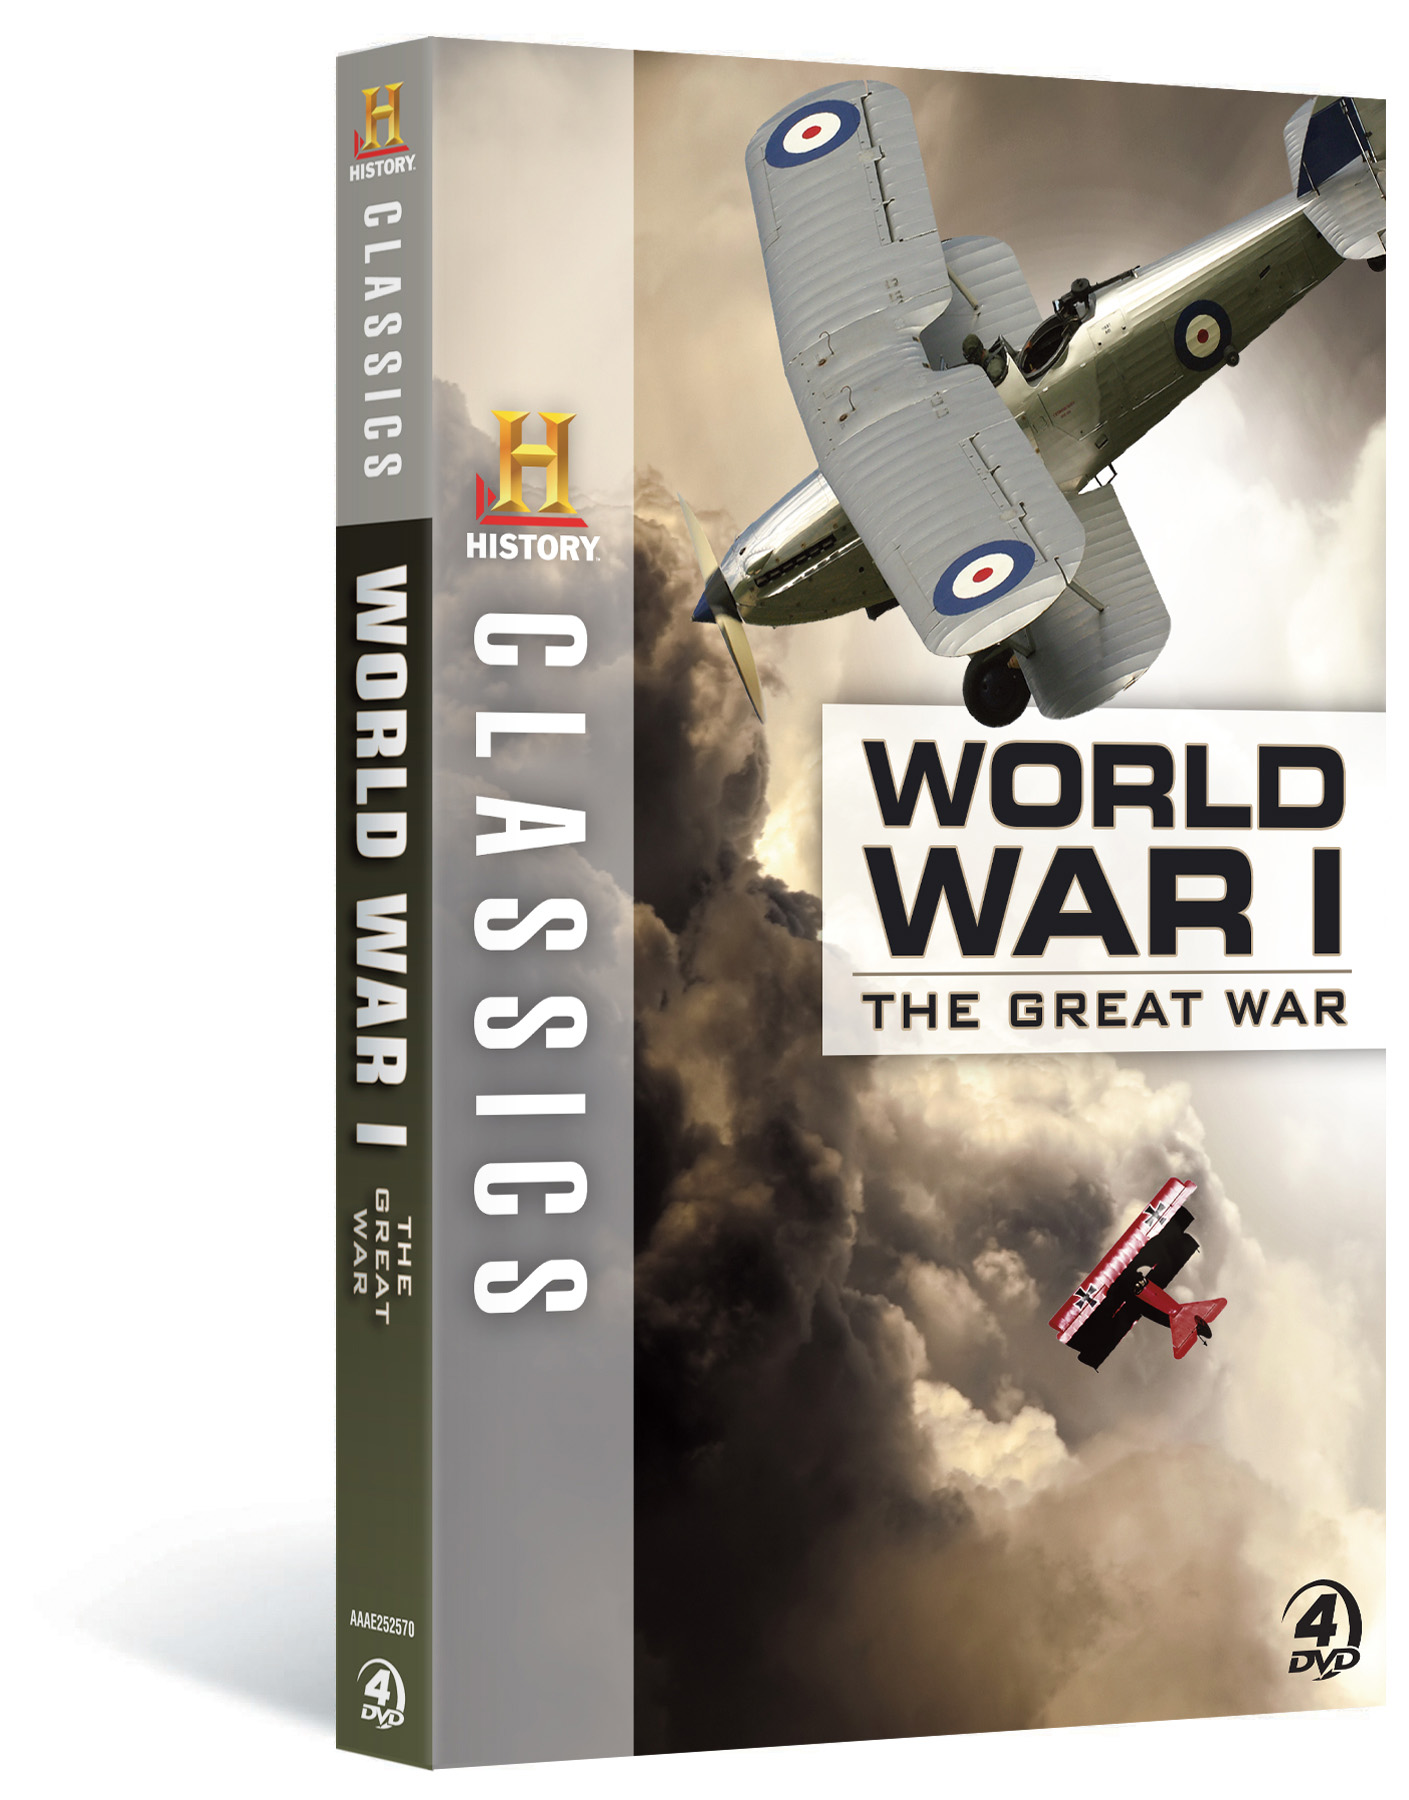 HISTORY
CLASSICS
WORLD WAR I
THE
GREAT
WAR
AAAE252570
4
DVD
HISTORY
CLASSICS
WORLD
WAR I
THE GREAT WAR
4
DVD